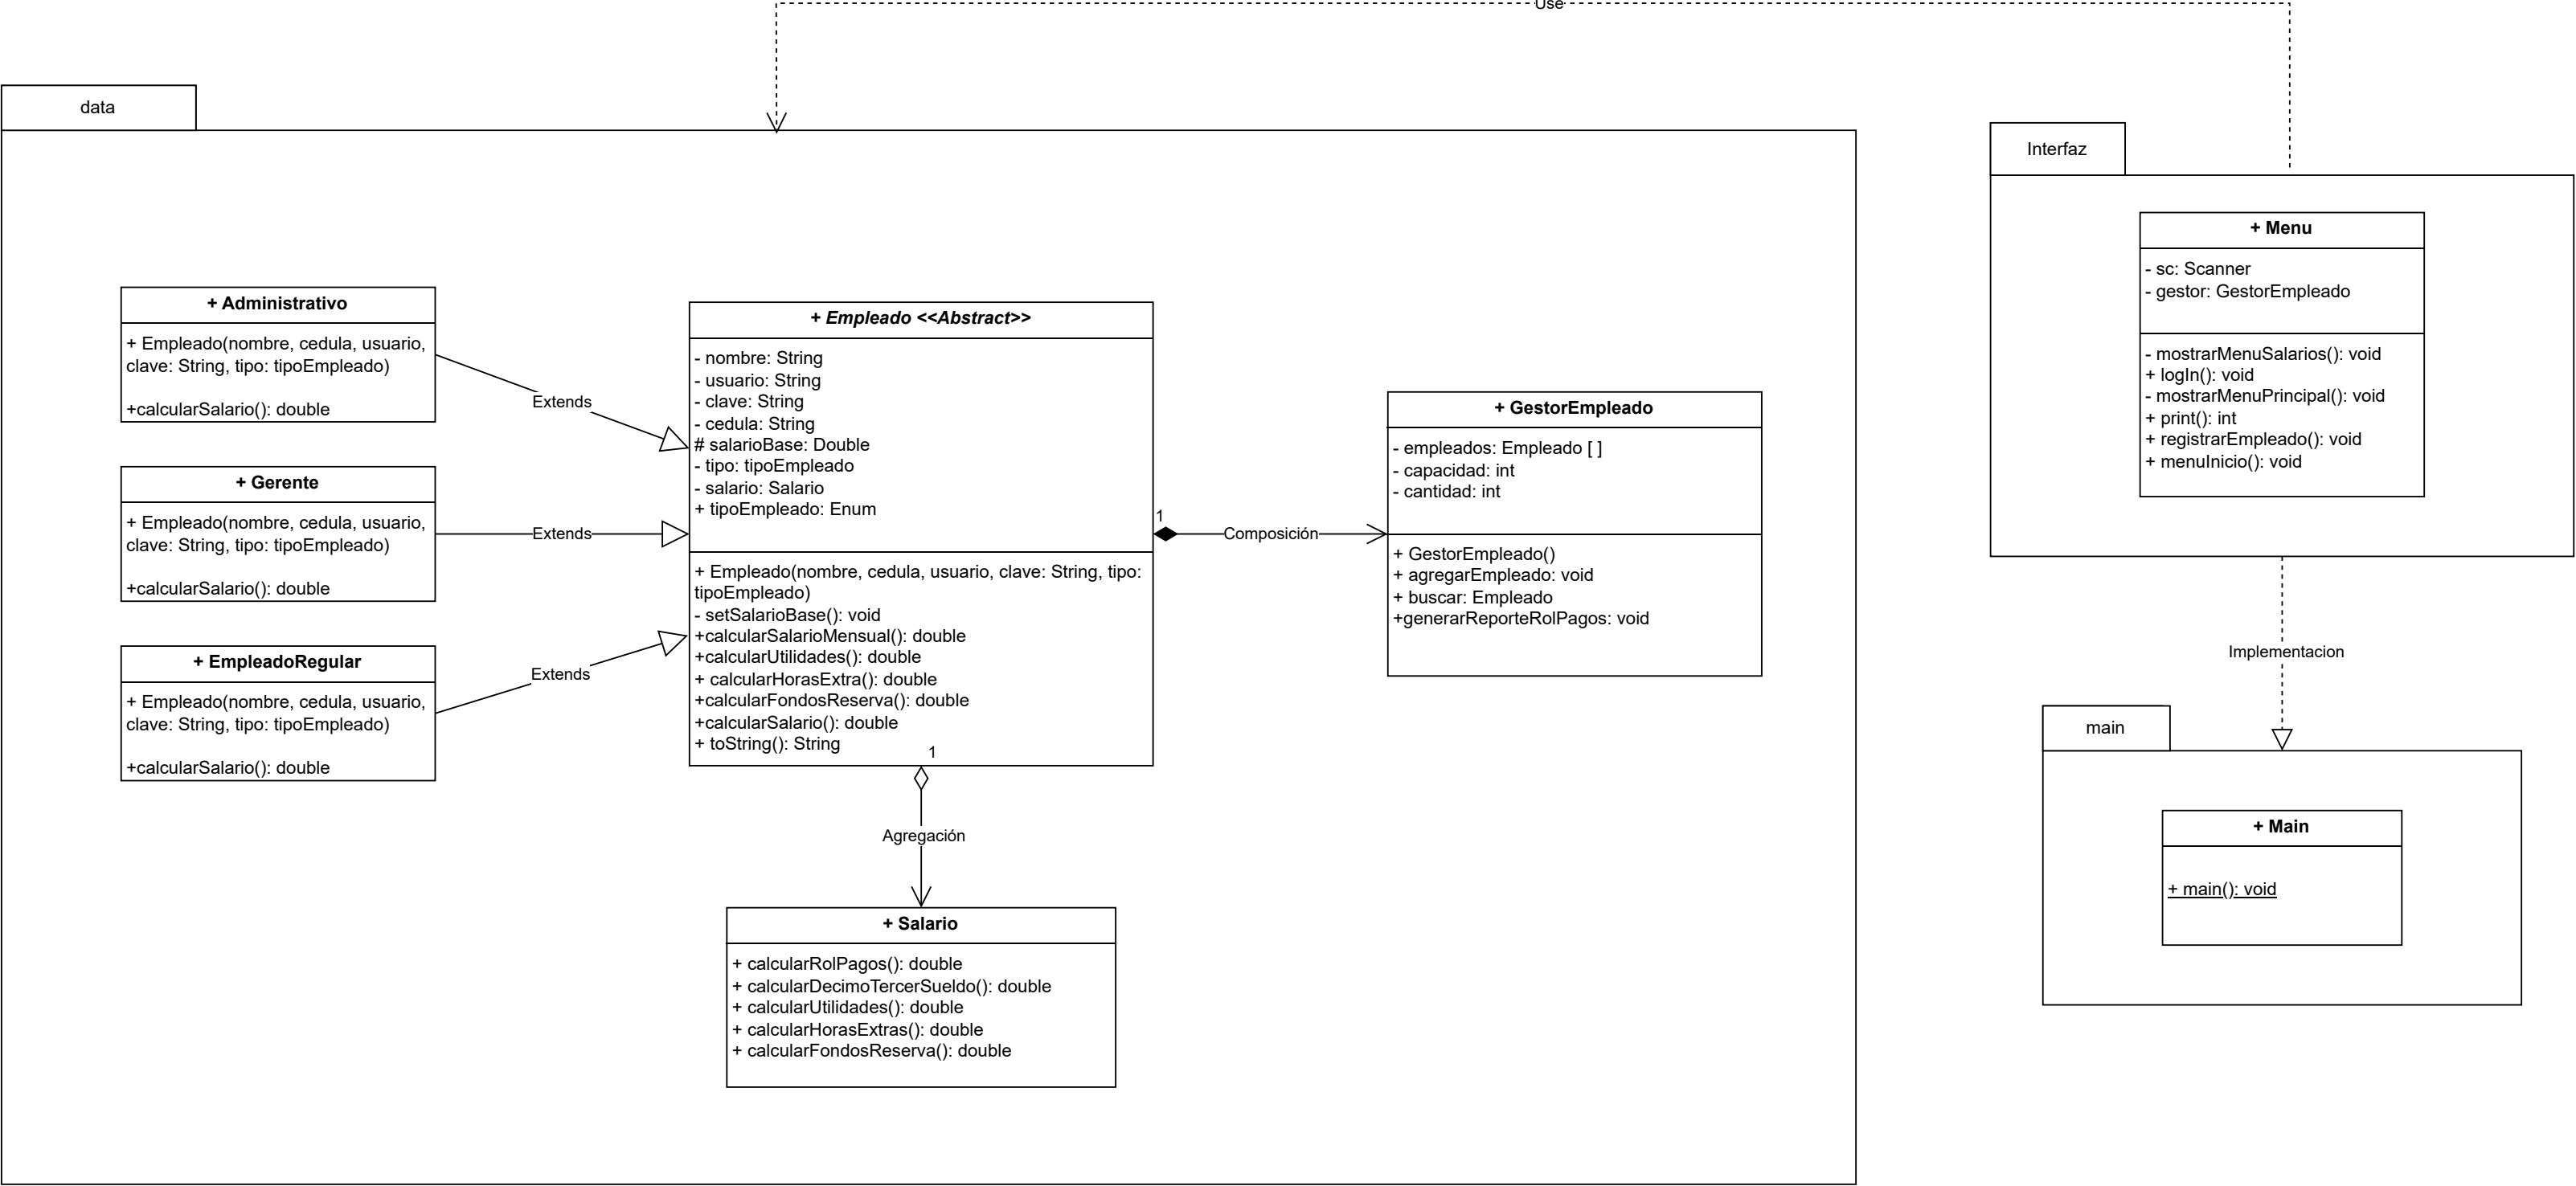 Use
data
+ Administrativo
+ Empleado(nombre, cedula, usuario,
clave: String, tipo: tipoEmpleado)
+calcularSalario(): double
Extends
+ Gerente
+ Empleado(nombre, cedula, usuario,
clave: String, tipo: tipoEmpleado)
+calcularSalario(): double
Extends
+ EmpleadoRegular
+ Empleado(nombre, cedula, usuario,
clave: String, tipo: tipoEmpleado)
+calcularSalario(): double
Extends
+ Empleado <<Abstract>>
- nombre: String
- usuario: String
- clave: String
- cedula: String
# salarioBase: Double
- tipo: tipoEmpleado
- salario: Salario
+ tipoEmpleado: Enum
+ Empleado(nombre, cedula, usuario, clave: String, tipo:
tipoEmpleado)
- setSalarioBase(): void
+calcularSalarioMensual(): double
+calcularUtilidades(): double
+ calcularHorasExtra(): double
+calcularFondosReserva(): double
+calcularSalario(): double
+ toString(): String
1
Composición
1
Agregación
+ GestorEmpleado
- empleados: Empleado [ ]
- capacidad: int
- cantidad: int
+ GestorEmpleado()
+ agregarEmpleado: void
+ buscar: Empleado
+generarReporteRolPagos: void
+ Salario
+ calcularRolPagos(): double
+ calcularDecimoTercerSueldo(): double
+ calcularUtilidades(): double
+ calcularHorasExtras(): double
+ calcularFondosReserva(): double
Interfaz
+ Menu
- sc: Scanner
- gestor: GestorEmpleado
- mostrarMenuSalarios(): void
+ logIn(): void
- mostrarMenuPrincipal(): void
+ print(): int
+ registrarEmpleado(): void
+ menuInicio(): void
Implementacion
main
+ Main
+ main(): void